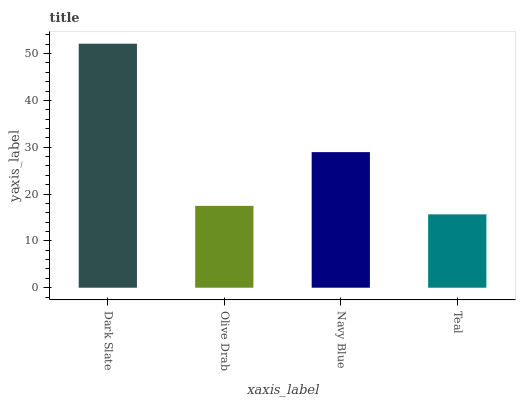 title
yaxis_label
50
40
30
20
10
0
Dark Slate
Olive Drab
Navy Blue
Teal
xaxis_label